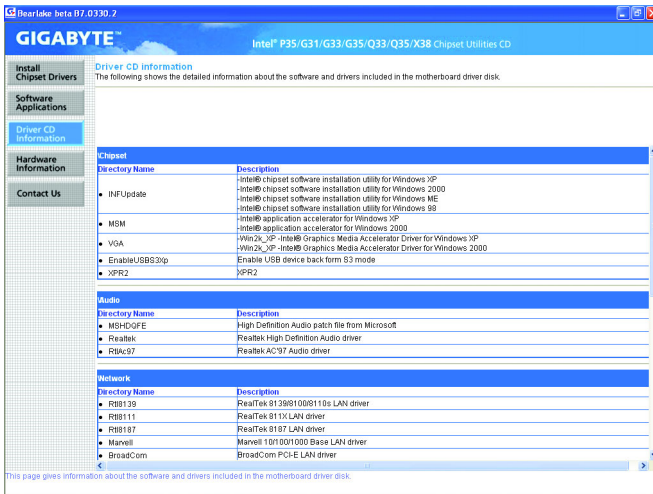 Bearlake beta B7.0330.2
GIGABYTE™
Intel® P35/G31/G33/G35/Q33/Q35/X38 Chipset Utilities CD
Install
Chipset Drivers
Software
Applications
Driver CD
Information
Hardware
Information
Contact Us
Driver CD information
The following shows the detailed information about the software and drivers included in the motherboard driver disk.
\Chipset
Directory Name Description
• INFUpdate
-Intel® chipset software installation utility for Windows XP
-Intel® chipset software installation utility for Windows 2000
-Intel® chipset software installation utility for Windows ME
-Intel® chipset software installation utility for Windows 98
• MSM
-Intel® application accelerator for Windows XP
-Intel® application accelerator for Windows 2000
• VGA
-Win2k_XP -Intel® Graphics Media Accelerator Driver for Windows XP
-Win2k_XP -Intel® Graphics Media Accelerator Driver for Windows 2000
• EnableUSBS3Xp Enable USB device back form S3 mode
• XPR2 XPR2
\Audio
Directory Name Description
• MSHDQFE High Definition Audio patch file from Microsoft
• Realtek Realtek High Definition Audio driver
• RtlAc97 Realtek AC'97 Audio driver
\Network
Directory Name Description
• Rtl8139 RealTek 8139/8100/8110s LAN driver
• Rtl8111 RealTek 811X LAN driver
• Rtl8187 RealTek 8187 LAN driver
• Marvell Marvell 10/100/1000 Base LAN driver
• BroadCom BroadCom PCI-E LAN driver
This page gives information about the software and drivers included in the motherboard driver disk.